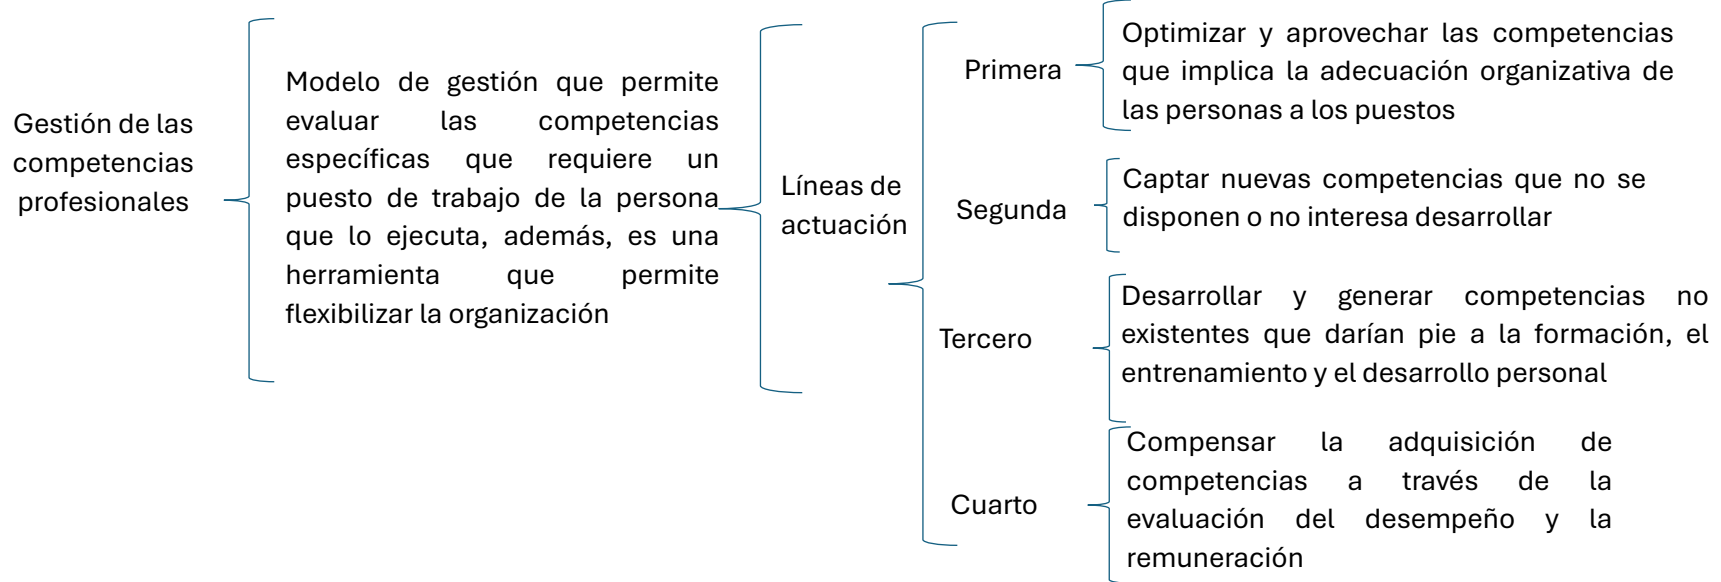 Gestión de las
competencias
profesionales
Modelo de gestión que permite
evaluar las competencias
específicas que requiere un
puesto de trabajo de la persona
que lo ejecuta, además, es una
herramienta que permite
flexibilizar la organización
Líneas de
actuación
Primera
Optimizar y aprovechar las competencias
que implica la adecuación organizativa de
las personas a los puestos
Segunda
Captar nuevas competencias que no se
disponen o no interesa desarrollar
Tercero
Desarrollar y generar competencias no
existentes que darían pie a la formación, el
entrenamiento y el desarrollo personal
Cuarto
Compensar la adquisición de
competencias a través de la
evaluación del desempeño y la
remuneración